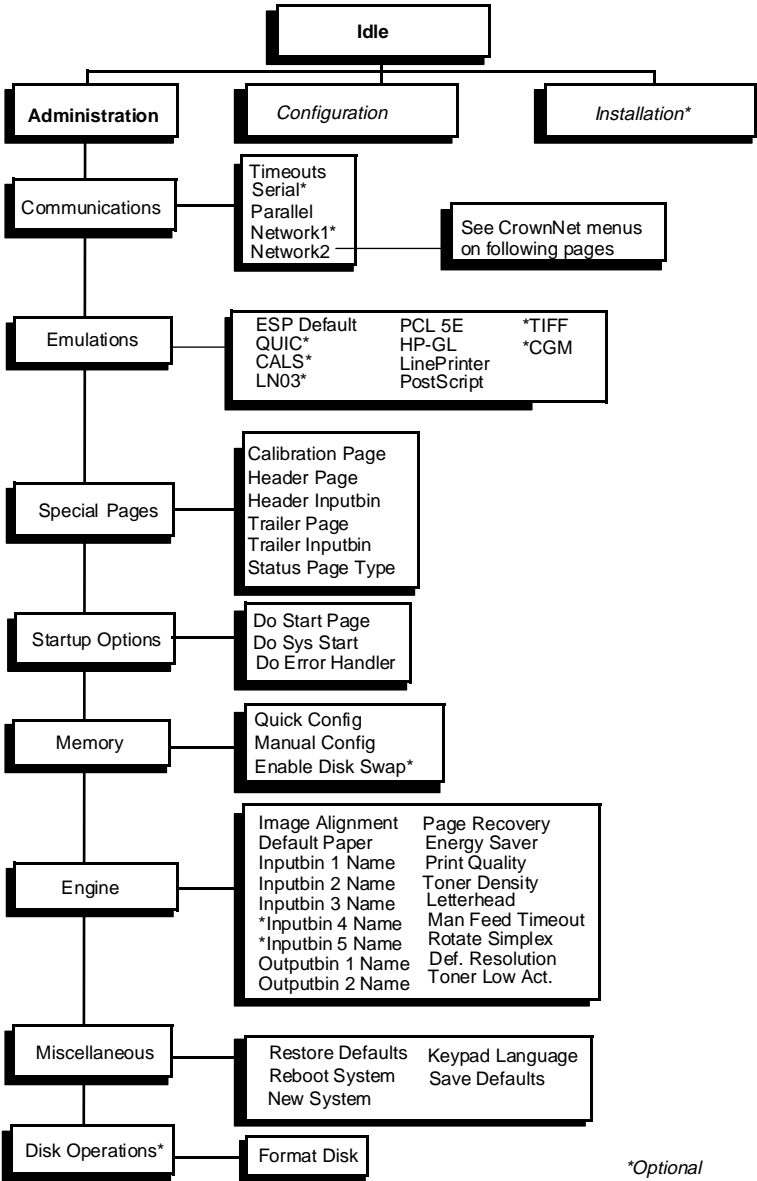 Idle
Administration
Configuration
Installation*
Communications
Timeouts
Serial*
Parallel
Network1*
Network2
See CrownNet menus
on following pages
Emulations
ESP Default
QUIC*
CALS*
LN03*
PCL 5E
HP-GL
LinePrinter
PostScript
*TIFF
*CGM
Special Pages
Calibration Page
Header Page
Header Inputbin
Trailer Page
Trailer Inputbin
Status Page Type
Startup Options
Do Start Page
Do Sys Start
Do Error Handler
Memory
Quick Config
Manual Config
Enable Disk Swap*
Engine
Image Alignment
Default Paper
Inputbin 1 Name
Inputbin 2 Name
Inputbin 3 Name
*Inputbin 4 Name
*Inputbin 5 Name
Outputbin 1 Name
Outputbin 2 Name
Page Recovery
Energy Saver
Print Quality
Toner Density
Letterhead
Man Feed Timeout
Rotate Simplex
Def. Resolution
Toner Low Act.
Miscellaneous
Restore Defaults
Reboot System
New System
Keypad Language
Save Defaults
Disk Operations*
Format Disk
*Optional